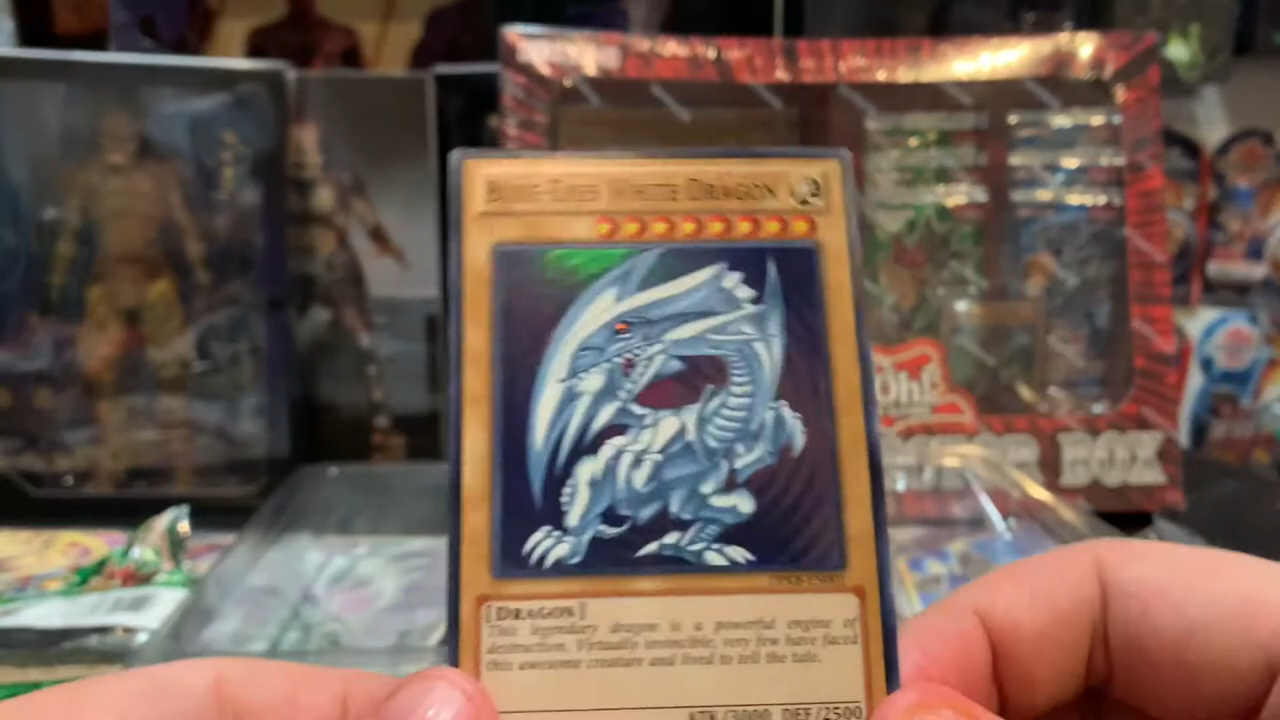 BLUE-EYES WHITE DRAGON
[DRAGON]
This legendary dragon is a powerful engine of
destruction. Virtually invincible, very few have faced
this awesome creature and lived to tell the tale.
ATK/3000 DEF/2500
Oh!
BOX